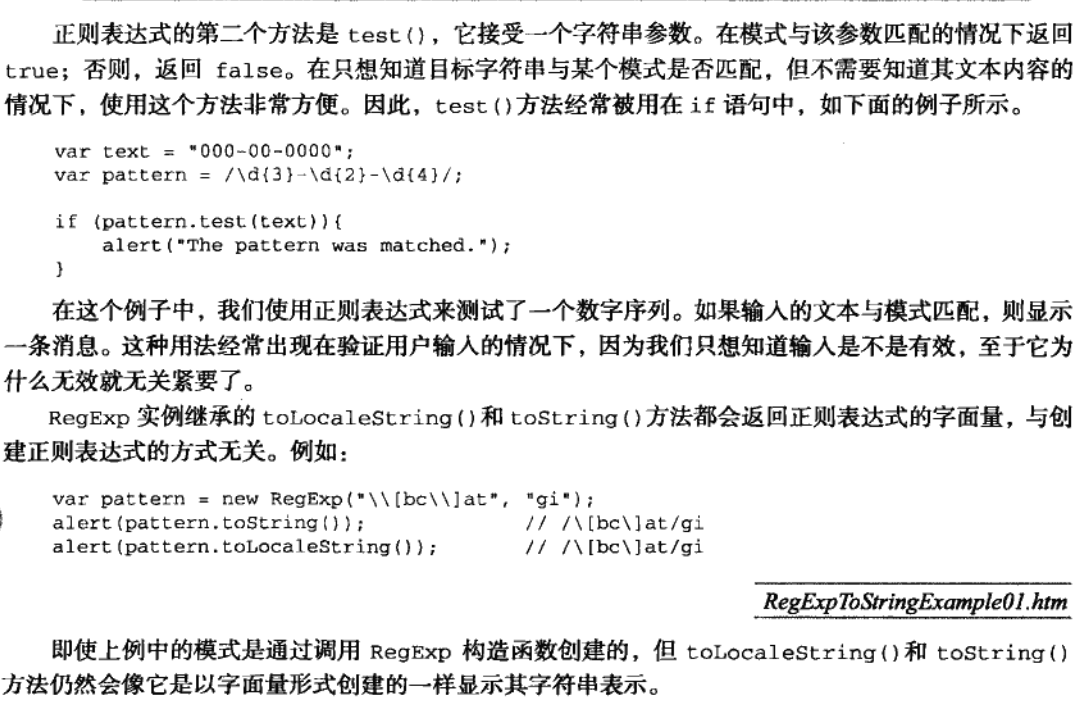 正则表达式的第二个方法是 test()，它接受一个字符串参数。在模式与该参数匹配的情况下返回
true；否则，返回 false。在只想知道目标字符串与某个模式是否匹配，但不需要知道其文本内容的
情况下，使用这个方法非常方便。因此，test()方法经常被用在 if 语句中，如下面的例子所示。
var text = "000-00-0000";
var pattern = /\d{3}-\d{2}-\d{4}/;
if (pattern.test(text)){
alert("The pattern was matched.");
}
在这个例子中，我们使用正则表达式来测试了一个数字序列。如果输入的文本与模式匹配，则显示
一条消息。这种用法经常出现在验证用户输入的情况下，因为我们只想知道输入是不是有效，至于它为
什么无效就无关紧要了。
RegExp 实例继承的 toLocaleString()和 toString()方法都会返回正则表达式的字面量，与创
建正则表达式的方式无关。例如：
var pattern = new RegExp("\\[bc\\]at", "gi");
alert(pattern.toString()); // /\[bc\]at/gi
alert(pattern.toLocaleString()); // /\[bc\]at/gi
RegExpToStringExample01.htm
即使上例中的模式是通过调用 RegExp 构造函数创建的，但 toLocaleString()和 toString()
方法仍然会像它是以字面量形式创建的一样显示其字符串表示。